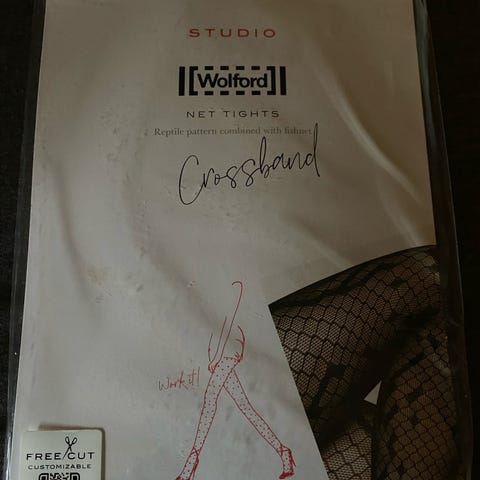 STUDIO
Wolford
NET TIGHTS
Reptile pattern combined with fishnet
Crossband
Work it!
FREE CUT
CUSTOMIZABLE